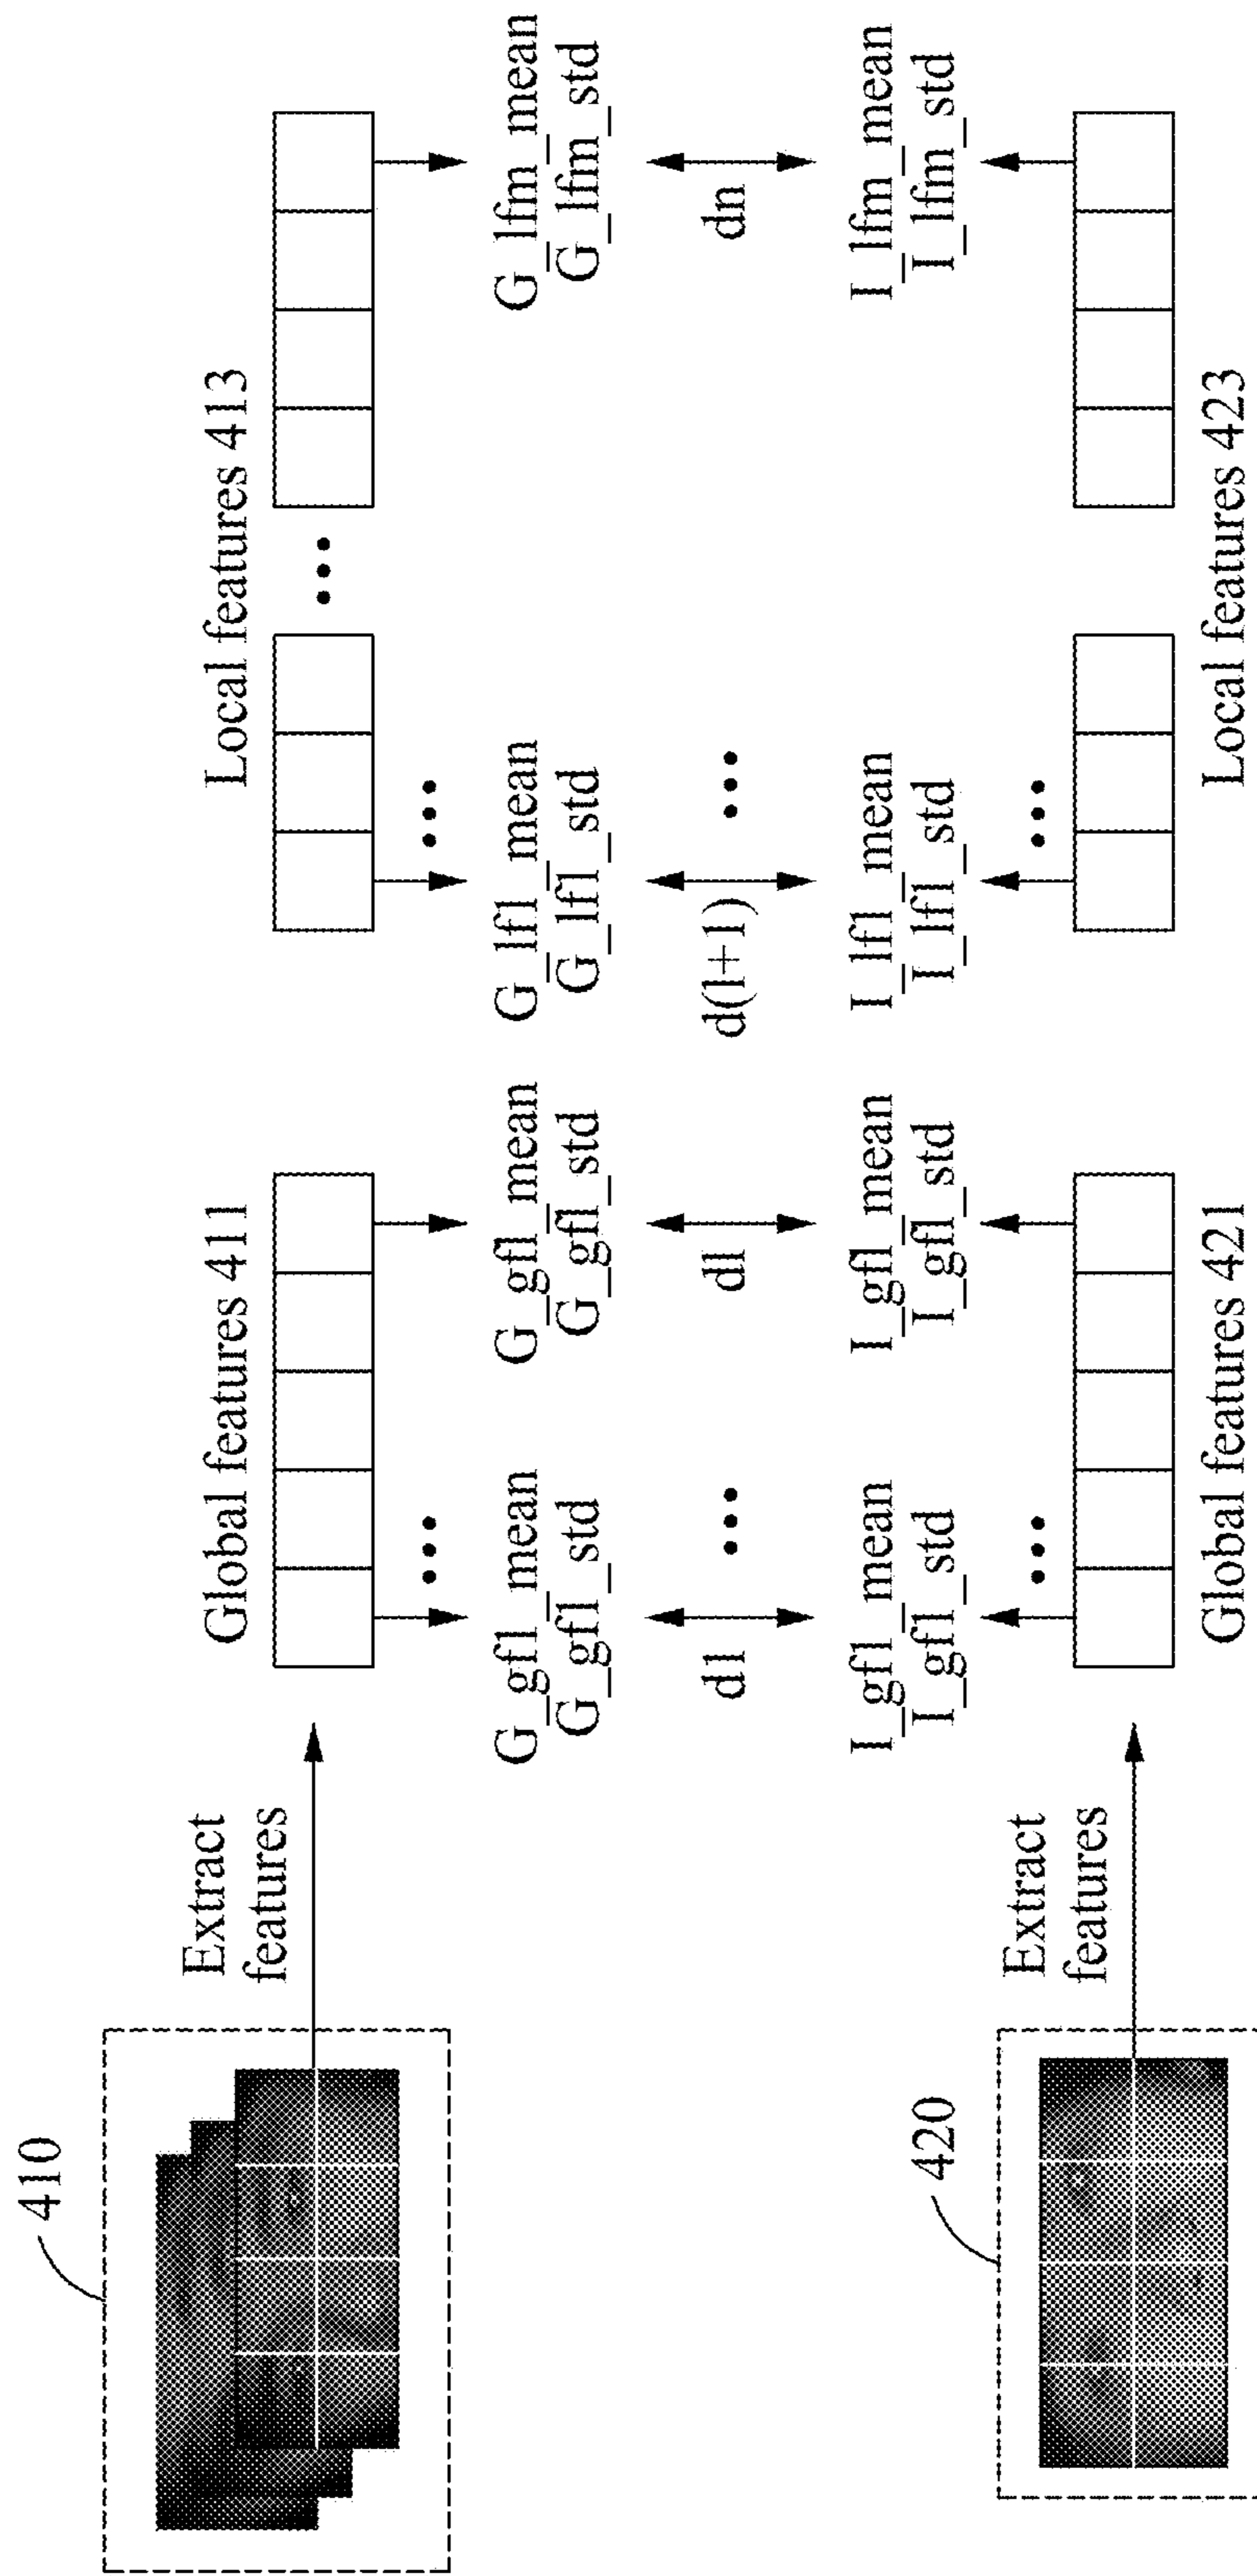 410
Extract
features
Global features 411
Local features 413
G_gf1_mean
G_gf1_std
G_gfl_mean
G_gfl_std
G_lf1_mean
G_lf1_std
G_lfm_mean
G_lfm_std
d1
dl
d(l+1)
dn
I_gf1_mean
I_gf1_std
I_gfl_mean
I_gfl_std
I_lf1_mean
I_lf1_std
I_lfm_mean
I_lfm_std
420
Extract
features
Global features 421
Local features 423